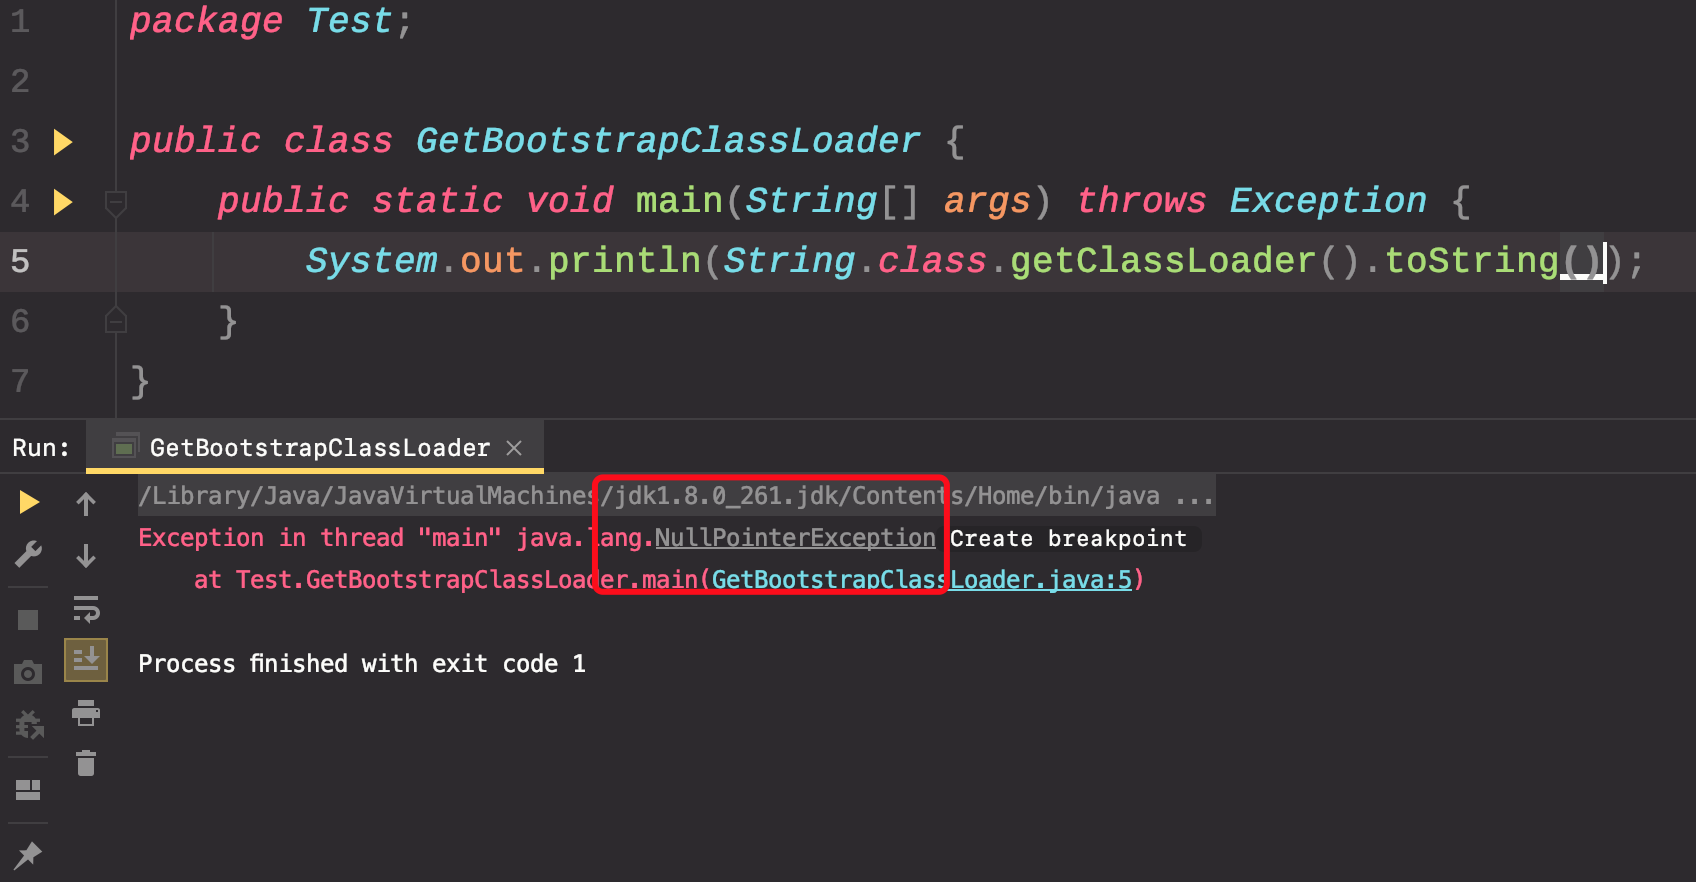 1 package Test;
2
3 public class GetBootstrapClassLoader {
4 public static void main(String[] args) throws Exception {
5 System.out.println(String.class.getClassLoader().toString());
6 }
7 }
Run: GetBootstrapClassLoader ×
/Library/Java/JavaVirtualMachines/jdk1.8.0_261.jdk/Contents/Home/bin/java ...
Exception in thread "main" java.lang.NullPointerException Create breakpoint
at Test.GetBootstrapClassLoader.main(GetBootstrapClassLoader.java:5)
Process finished with exit code 1